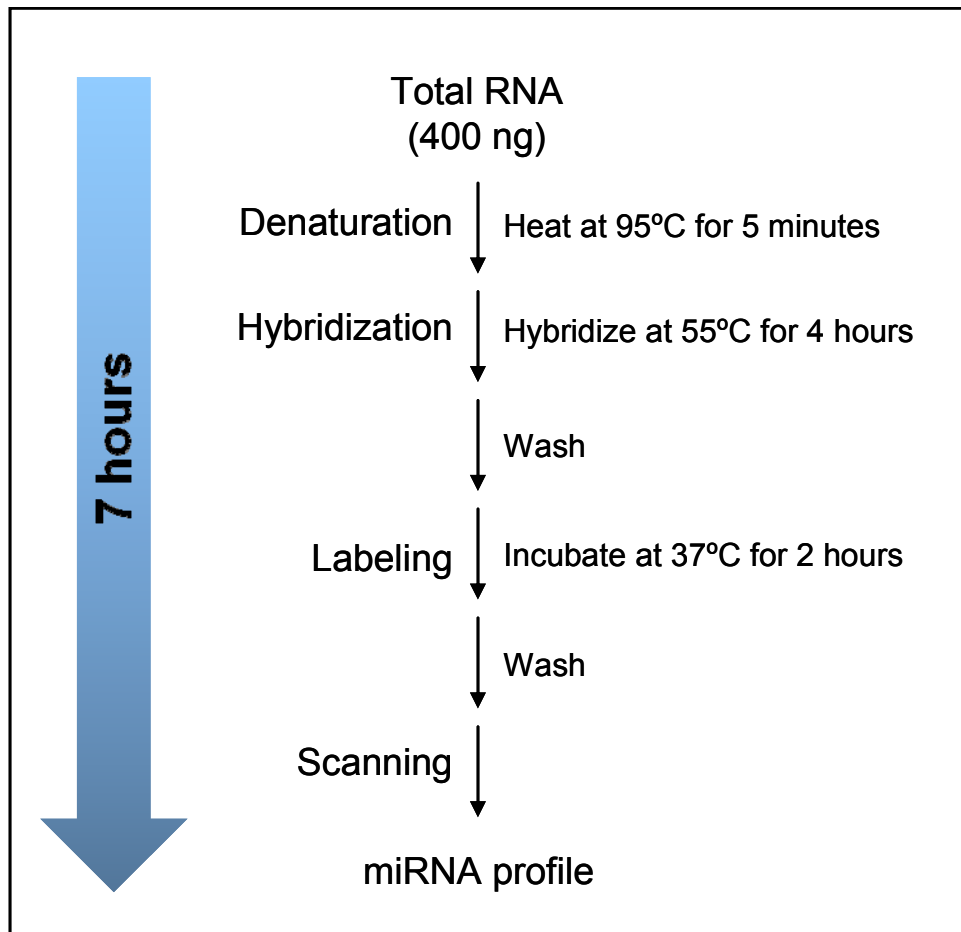 Total RNA
(400 ng)
Denaturation
Heat at 95ºC for 5 minutes
Hybridization
Hybridize at 55ºC for 4 hours
7 hours
Wash
Labeling
Incubate at 37ºC for 2 hours
Wash
Scanning
miRNA profile